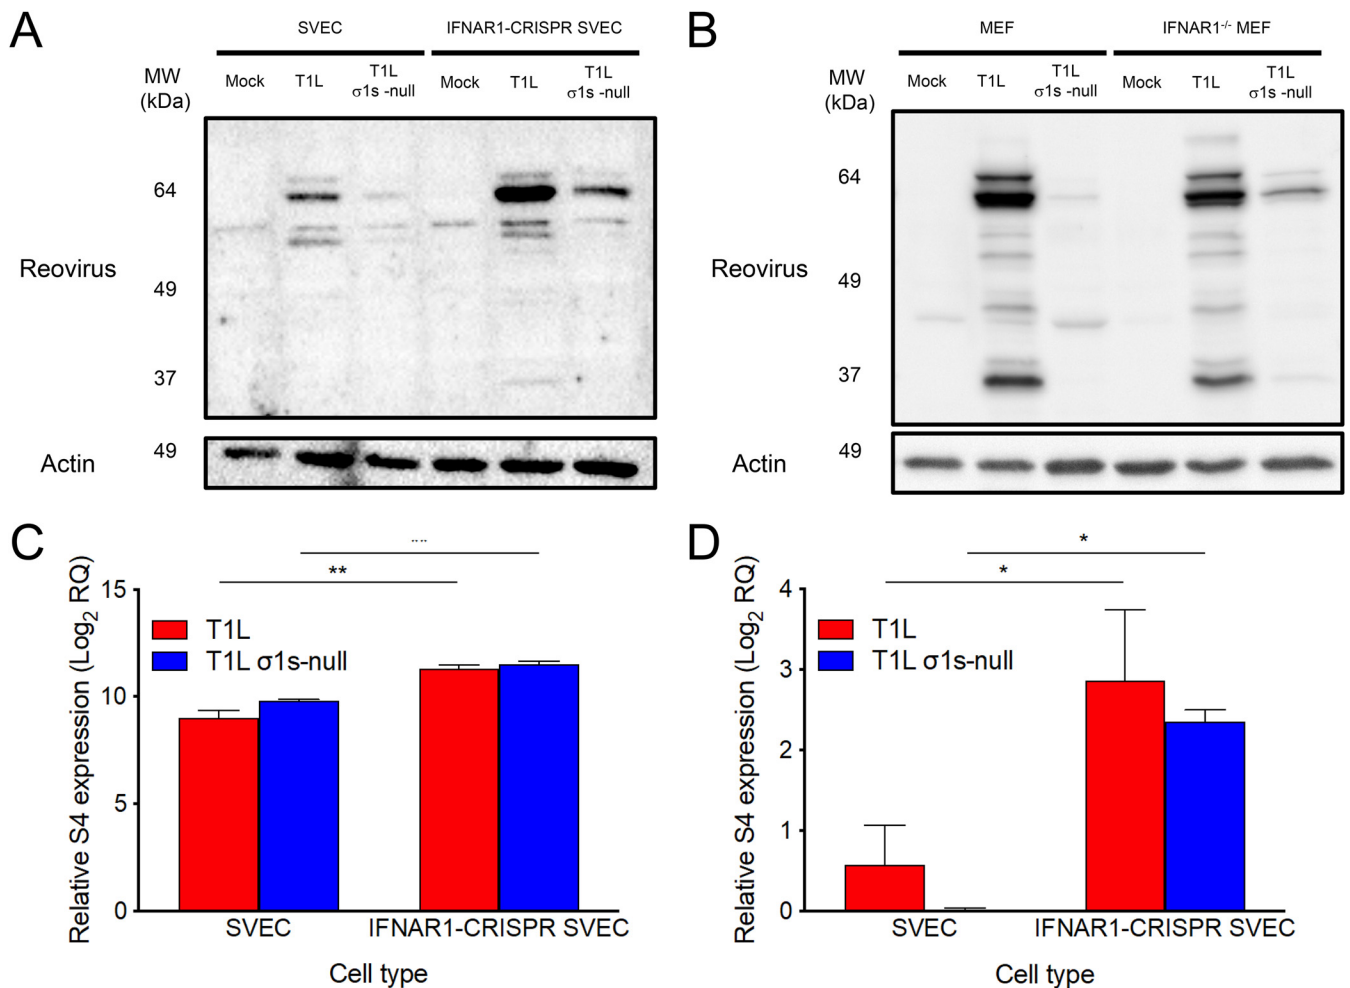 A
SVEC
IFNAR1-CRISPR SVEC
MW
(kDa)
Mock
T1L
T1L
σ1s -null
Mock
T1L
T1L
σ1s -null
64
49
37
Reovirus
49
Actin
B
MEF
IFNAR1-/- MEF
MW
(kDa)
Mock
T1L
T1L
σ1s -null
Mock
T1L
T1L
σ1s -null
64
49
37
Reovirus
49
Actin
C
Relative S4 expression (Log2 RQ)
15
10
5
0
**
T1L
T1L σ1s-null
SVEC
IFNAR1-CRISPR SVEC
Cell type
D
Relative S4 expression (Log2 RQ)
4
3
2
1
0
*
*
T1L
T1L σ1s-null
SVEC
IFNAR1-CRISPR SVEC
Cell type